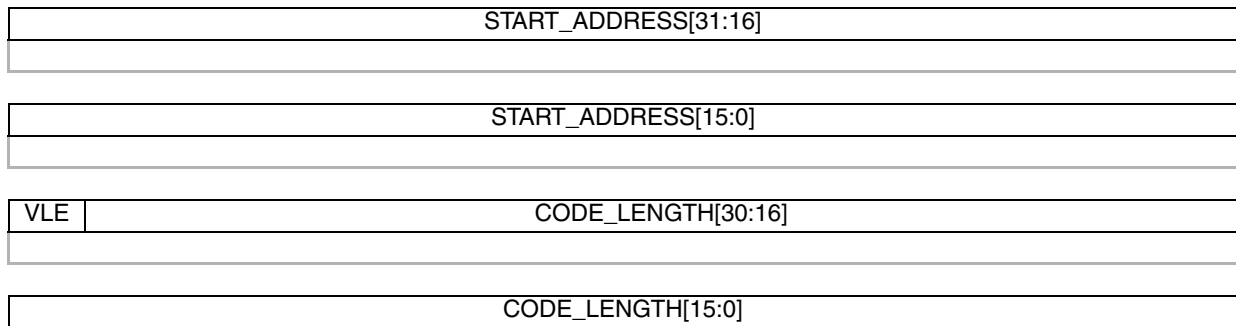 START_ADDRESS[31:16]
START_ADDRESS[15:0]
VLE CODE_LENGTH[30:16]
CODE_LENGTH[15:0]